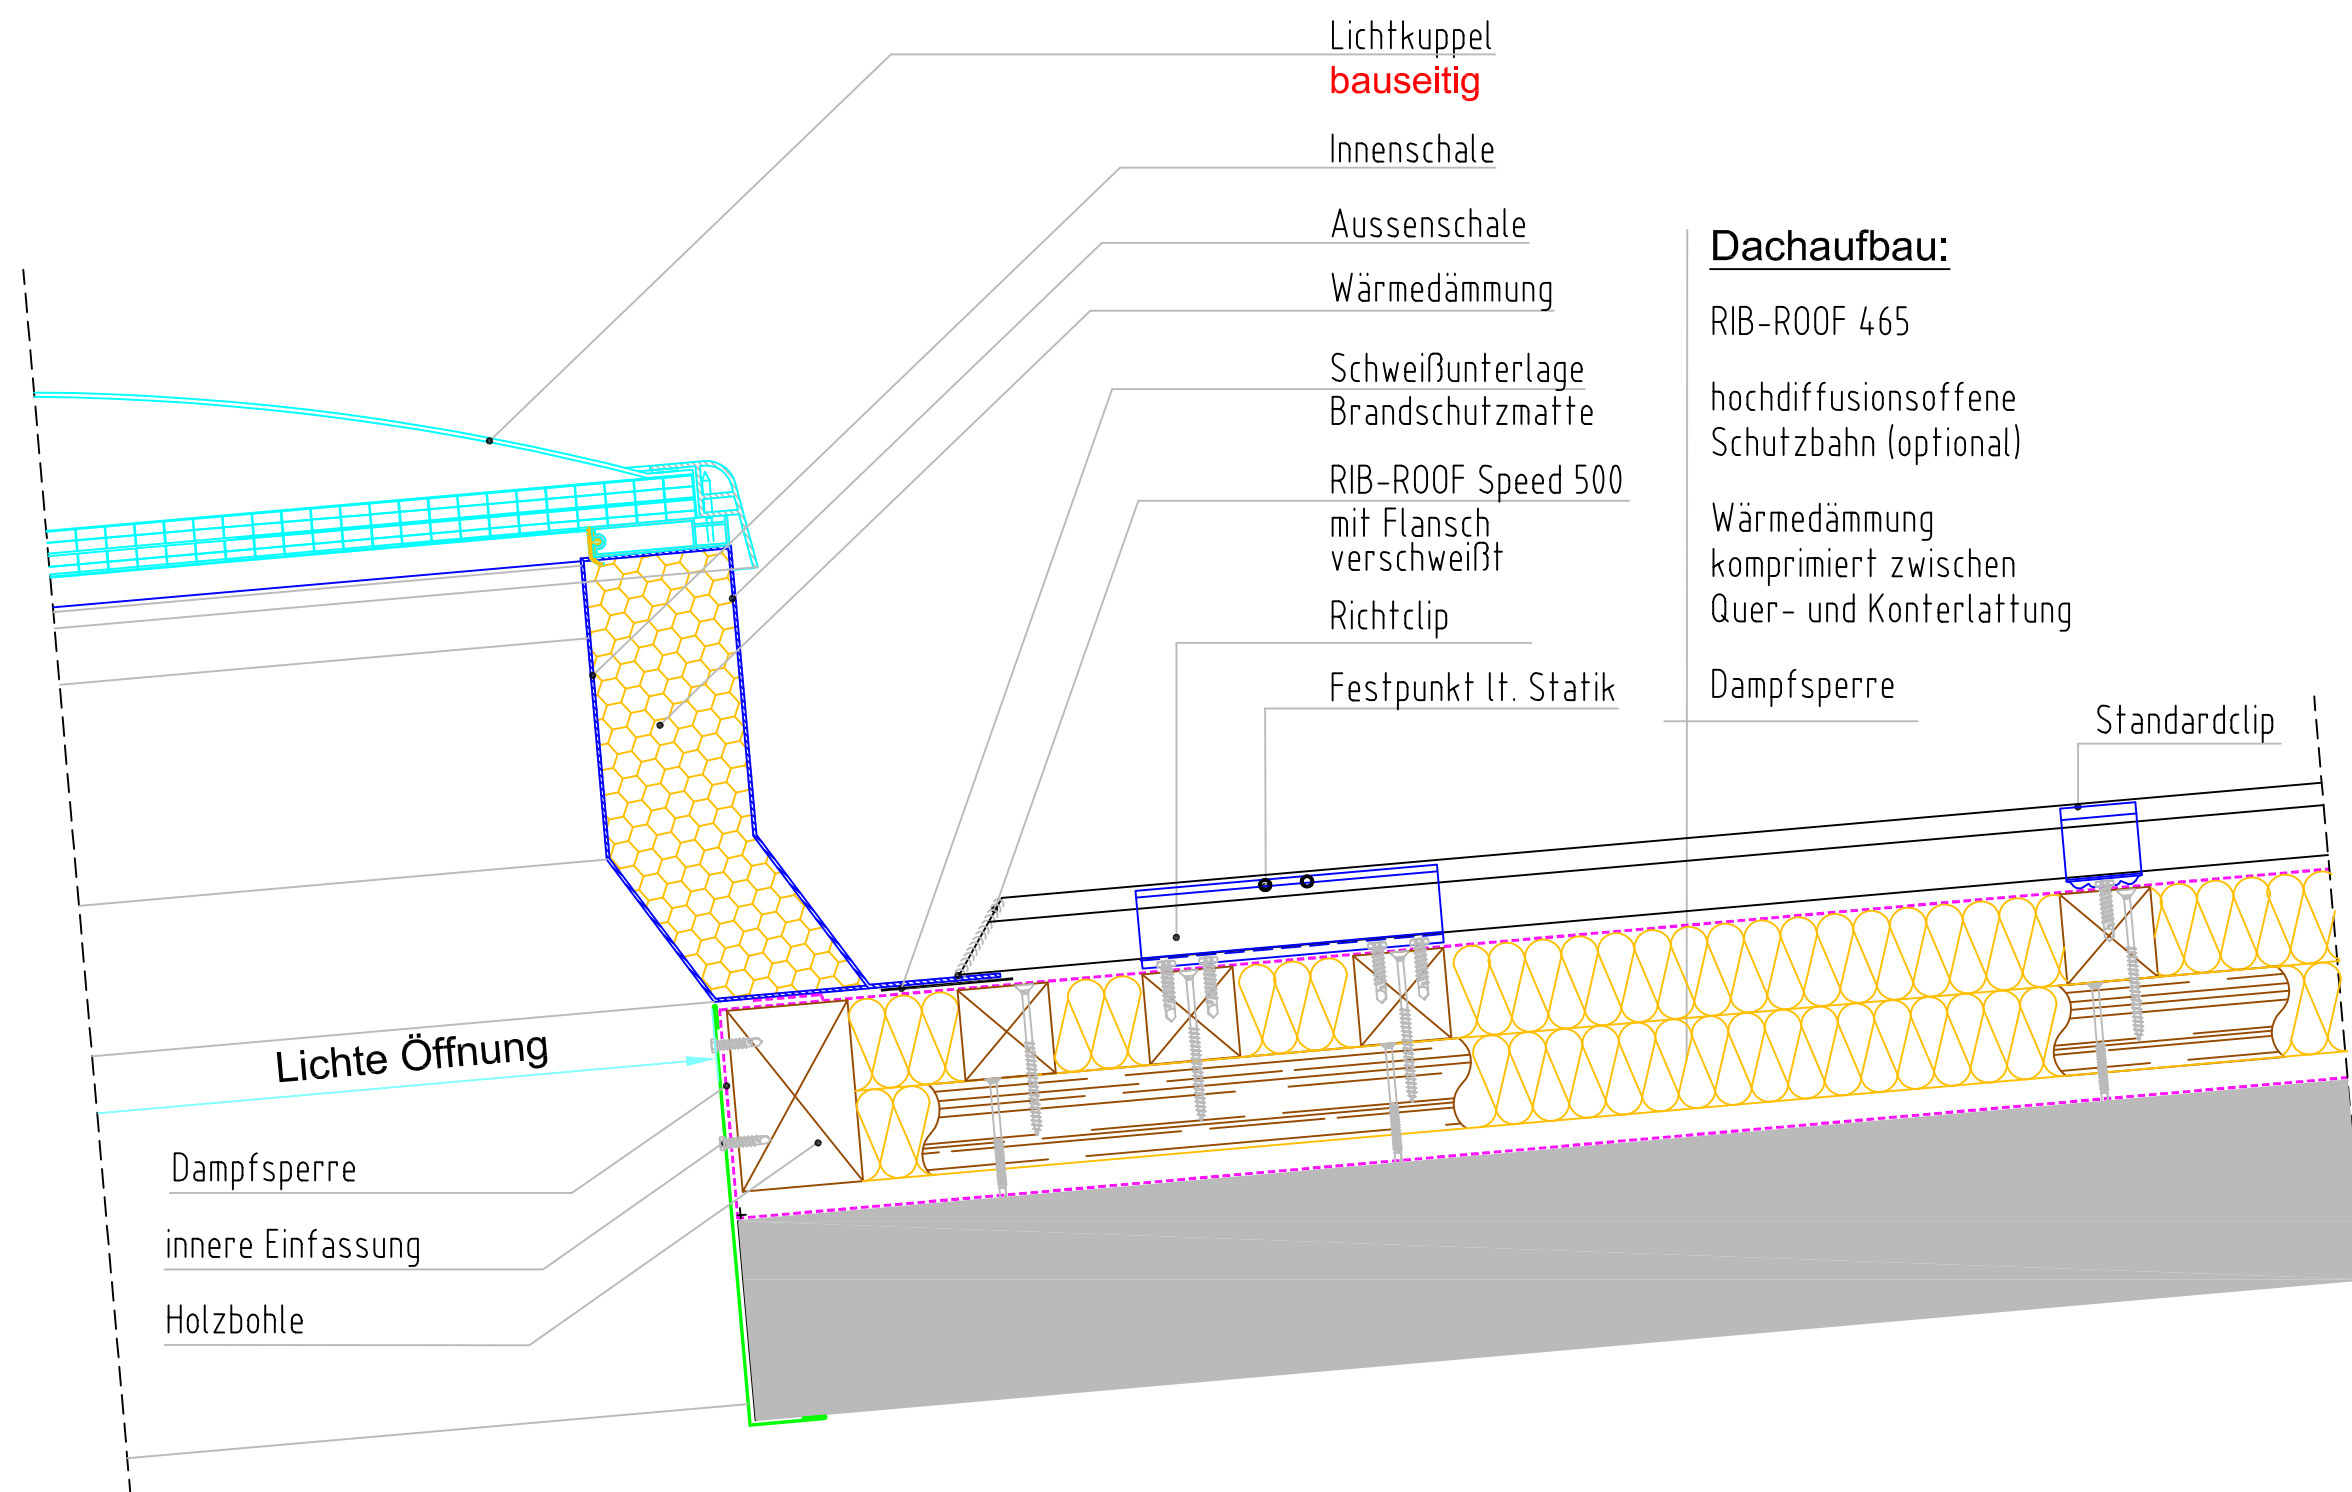 Lichtkuppel
bauseitig
Innenschale
Aussenschale
Wärmedämmung
Schweißunterlage
Brandschutzmatte
RIB-ROOF Speed 500
mit Flansch
verschweißt
Richtclip
Festpunkt lt. Statik
Dachaufbau:
RIB-ROOF 465
hochdiffusionsoffene
Schutzbahn (optional)
Wärmedämmung
komprimiert zwischen
Quer- und Konterlattung
Dampfsperre
Standardclip
Lichte Öffnung
Dampfsperre
innere Einfassung
Holzbohle